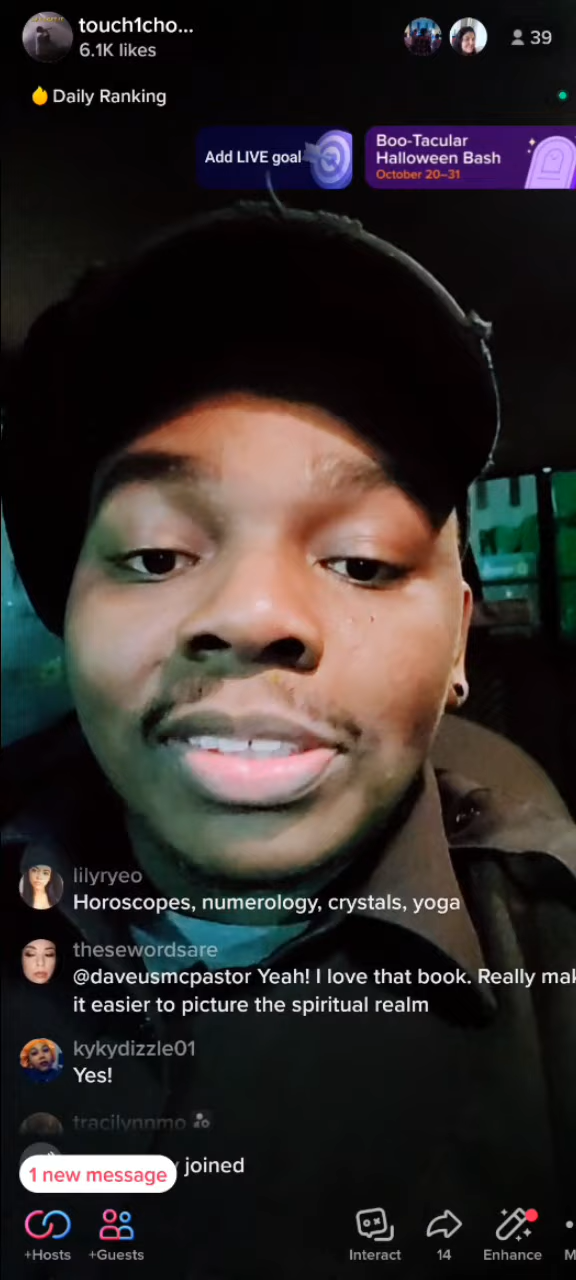 touch1cho...
6.1K likes
39
Daily Ranking
Add LIVE goal
Boo-Tacular
Halloween Bash
October 20–31
lilyryeo
Horoscopes, numerology, crystals, yoga
thesewordsare
@daveusmcpastor Yeah! I love that book. Really mak
it easier to picture the spiritual realm
kykydizzle01
Yes!
tracilynnmo
joined
1 new message
+Hosts
+Guests
Interact
14
Enhance
M